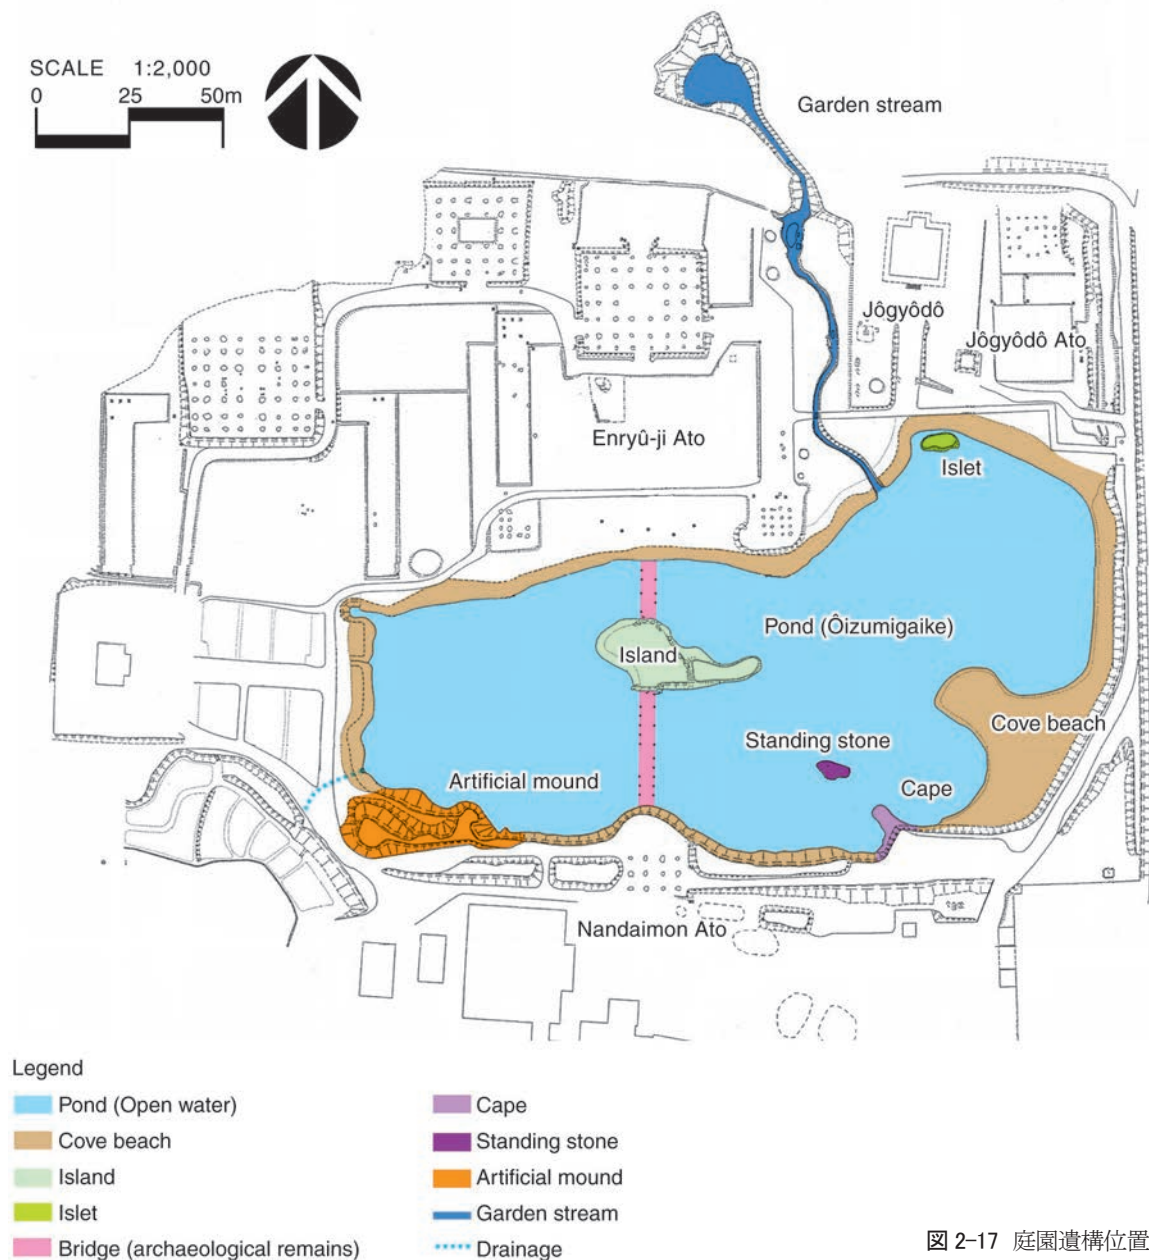 SCALE 1:2,000
0 25 50m
Garden stream
Jôgyôdô
Jôgyôdô Ato
Enryû-ji Ato
Islet
Pond (Ôizumigaike)
Island
Cove beach
Standing stone
Artificial mound
Cape
Nandaimon Ato
Legend
Pond (Open water)
Cove beach
Island
Islet
Bridge (archaeological remains)
Cape
Standing stone
Artificial mound
Garden stream
Drainage
図 2-17 庭園遺構位置